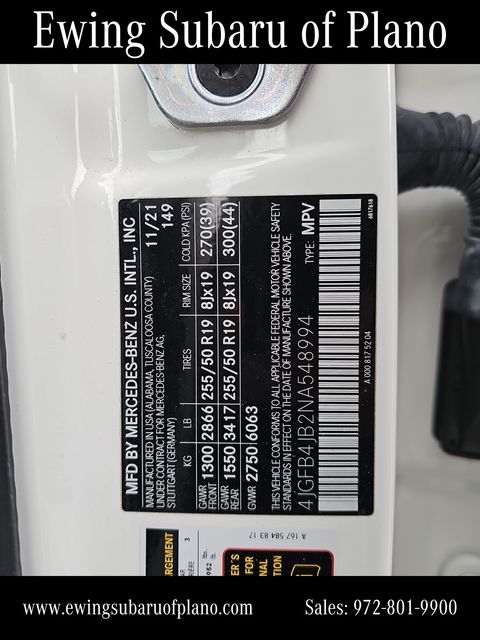 Ewing Subaru of Plano
MFD BY MERCEDES-BENZ U.S. INTL., INC
MANUFACTURED IN USA (ALABAMA, TUSCALOOSA COUNTY) 11/21
UNDER CONTRACT FOR MERCEDES-BENZ AG, 149
STUTTGART (GERMANY)
KG LB TIRES RIM SIZE COLD KPA (PSI)
GAWR FRONT 1300 2866 255/50 R19 8Jx19 270(39)
GAWR REAR 1550 3417 255/50 R19 8Jx19 300(44)
GVWR 2750 6063
THIS VEHICLE CONFORMS TO ALL APPLICABLE FEDERAL MOTOR VEHICLE SAFETY
STANDARDS IN EFFECT ON THE DATE OF MANUFACTURE SHOWN ABOVE.
4JGFB4JB2NA548994 TYPE: MPV
A 000 817 52 04
6817618
A 167 584 83 17
www.ewingsubaruofplano.com Sales: 972-801-9900